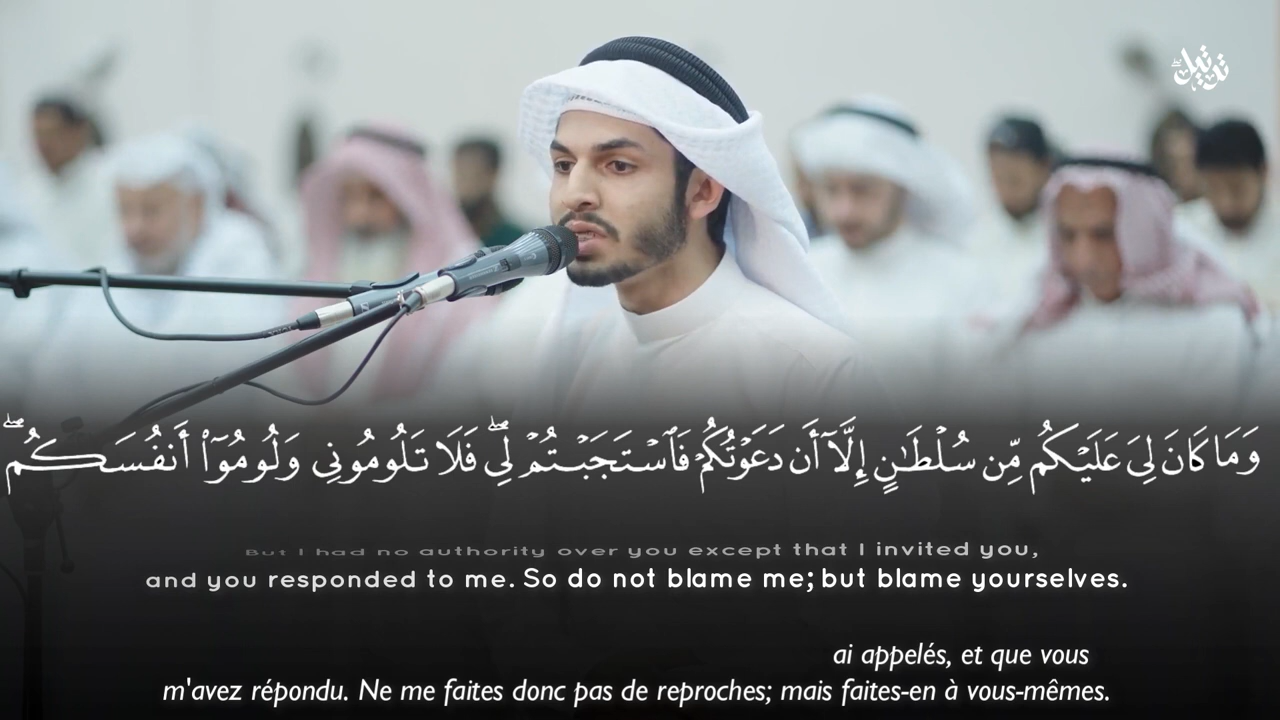 ترتيل
وَمَا كَانَ لِىَ عَلَيْكُم مِّن سُلْطَـٰنٍ إِلَّآ أَن دَعَوْتُكُمْ فَٱسْتَجَبْتُمْ لِى ۖ فَلَا تَلُومُونِى وَلُومُوٓا۟ أَنفُسَكُم ۖ
But I had no authority over you except that I invited you,
and you responded to me. So do not blame me; but blame yourselves.
ai appelés, et que vous
m'avez répondu. Ne me faites donc pas de reproches; mais faites-en à vous-mêmes.